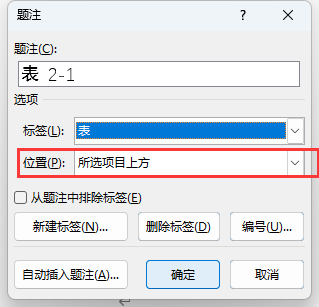 题注
题注(C):
表 2-1
选项
标签(L):
表
位置(P):
所选项目上方
从题注中排除标签(E)
新建标签(N)...
删除标签(D)
编号(U)...
自动插入题注(A)...
确定
取消